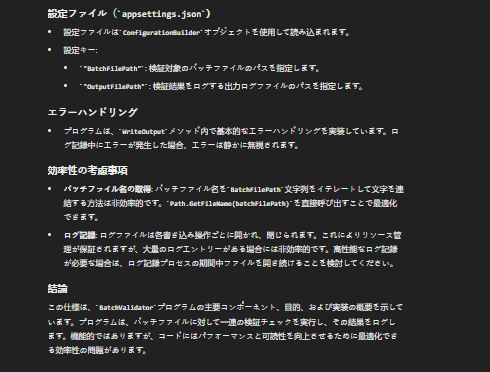 設定ファイル（`appsettings.json`）
• 設定ファイルは`ConfigurationBuilder`オブジェクトを使用して読み込まれます。
• 設定キー:
• `"BatchFilePath"`: 検証対象のバッチファイルのパスを指定します。
• `"OutputFilePath"`: 検証結果をログする出力ログファイルのパスを指定します。
エラーハンドリング
• プログラムは、`WriteOutput`メソッド内で基本的なエラーハンドリングを実装しています。ロ
グ記録中にエラーが発生した場合、エラーは静かに無視されます。
効率性の考慮事項
• バッチファイル名の取得: バッチファイル名を`BatchFilePath`文字列をイテレートして文字を連
結する方法は非効率的です。`Path.GetFileName(batchFilePath)`を直接呼び出すことで最適化
できます。
• ログ記録: ログファイルは各書き込み操作ごとに開かれ、閉じられます。これによりリソース管
理が保証されますが、大量のログエントリーがある場合には非効率的です。高性能なログ記録
が必要な場合は、ログ記録プロセスの期間中ファイルを開き続けることを検討してください。
結論
この仕様は、`BatchValidator`プログラムの主要コンポーネント、目的、および実装の概要を示して
います。プログラムは、バッチファイルに対して一連の検証チェックを実行し、その結果をログし
ます。機能的ではありますが、コードにはパフォーマンスと可読性を向上させるために最適化でき
る効率性の問題があります。